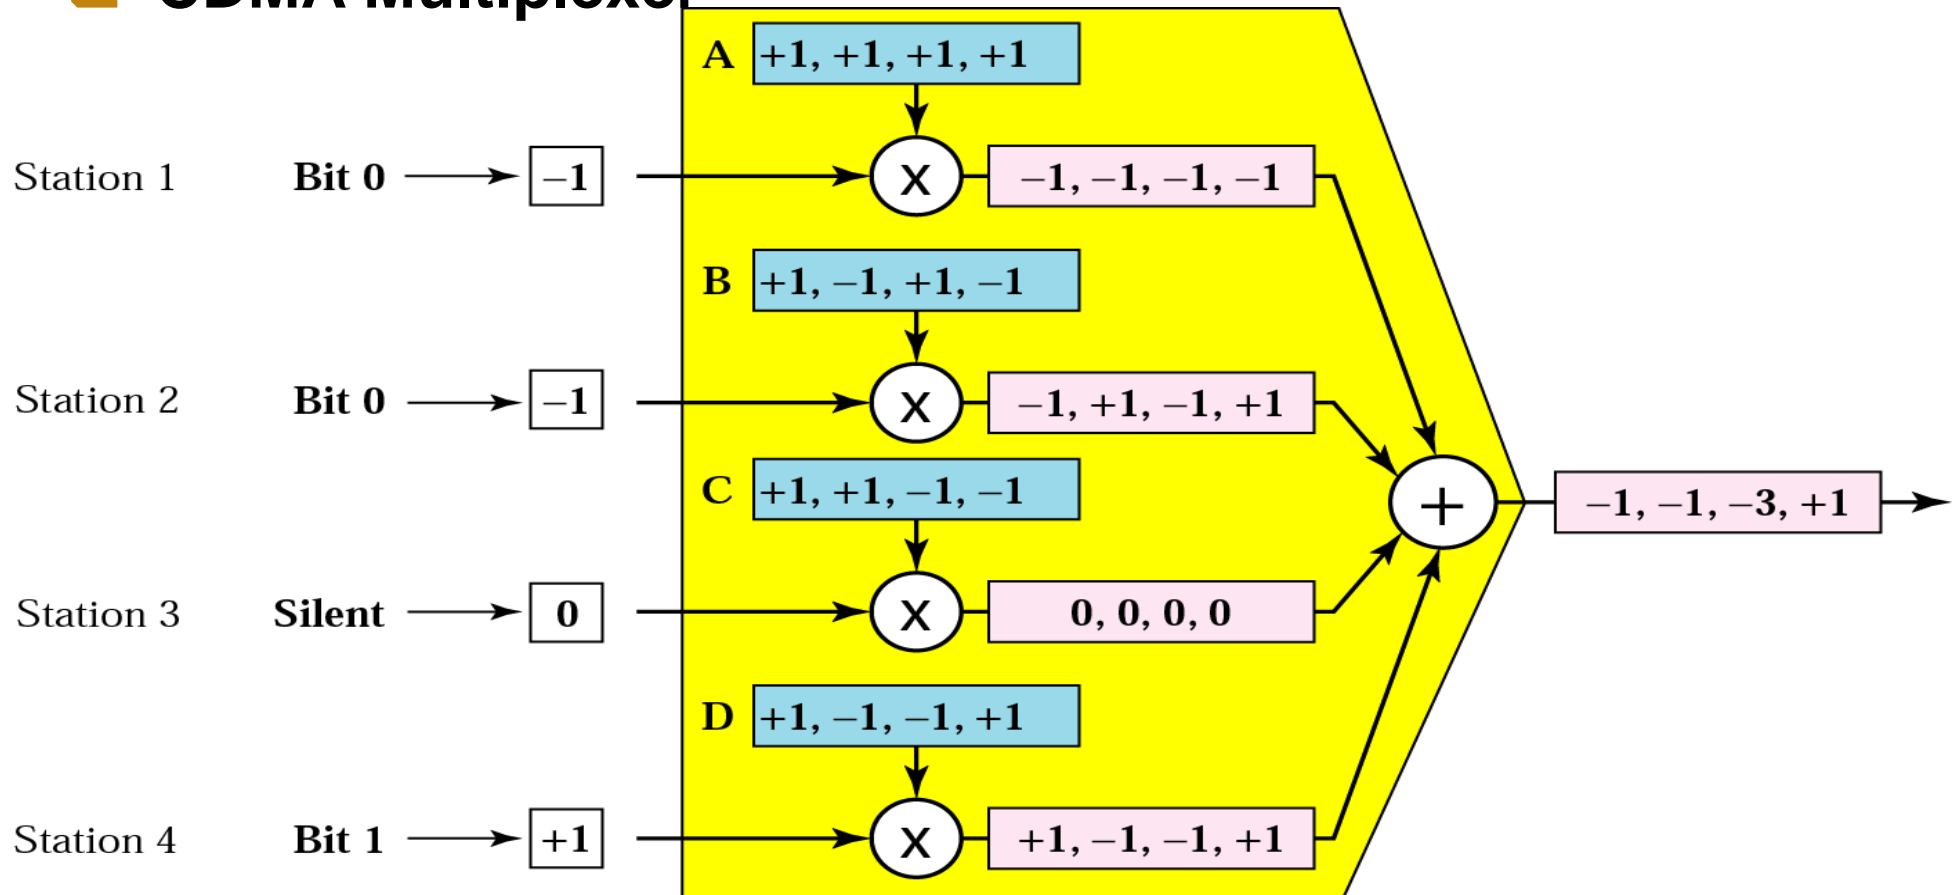 CDMA Multiplexer
A +1, +1, +1, +1
Station 1 Bit 0 −1 X −1, −1, −1, −1
B +1, −1, +1, −1
Station 2 Bit 0 −1 X −1, +1, −1, +1
C +1, +1, −1, −1
+ −1, −1, −3, +1
Station 3 Silent 0 X 0, 0, 0, 0
D +1, −1, −1, +1
Station 4 Bit 1 +1 X +1, −1, −1, +1